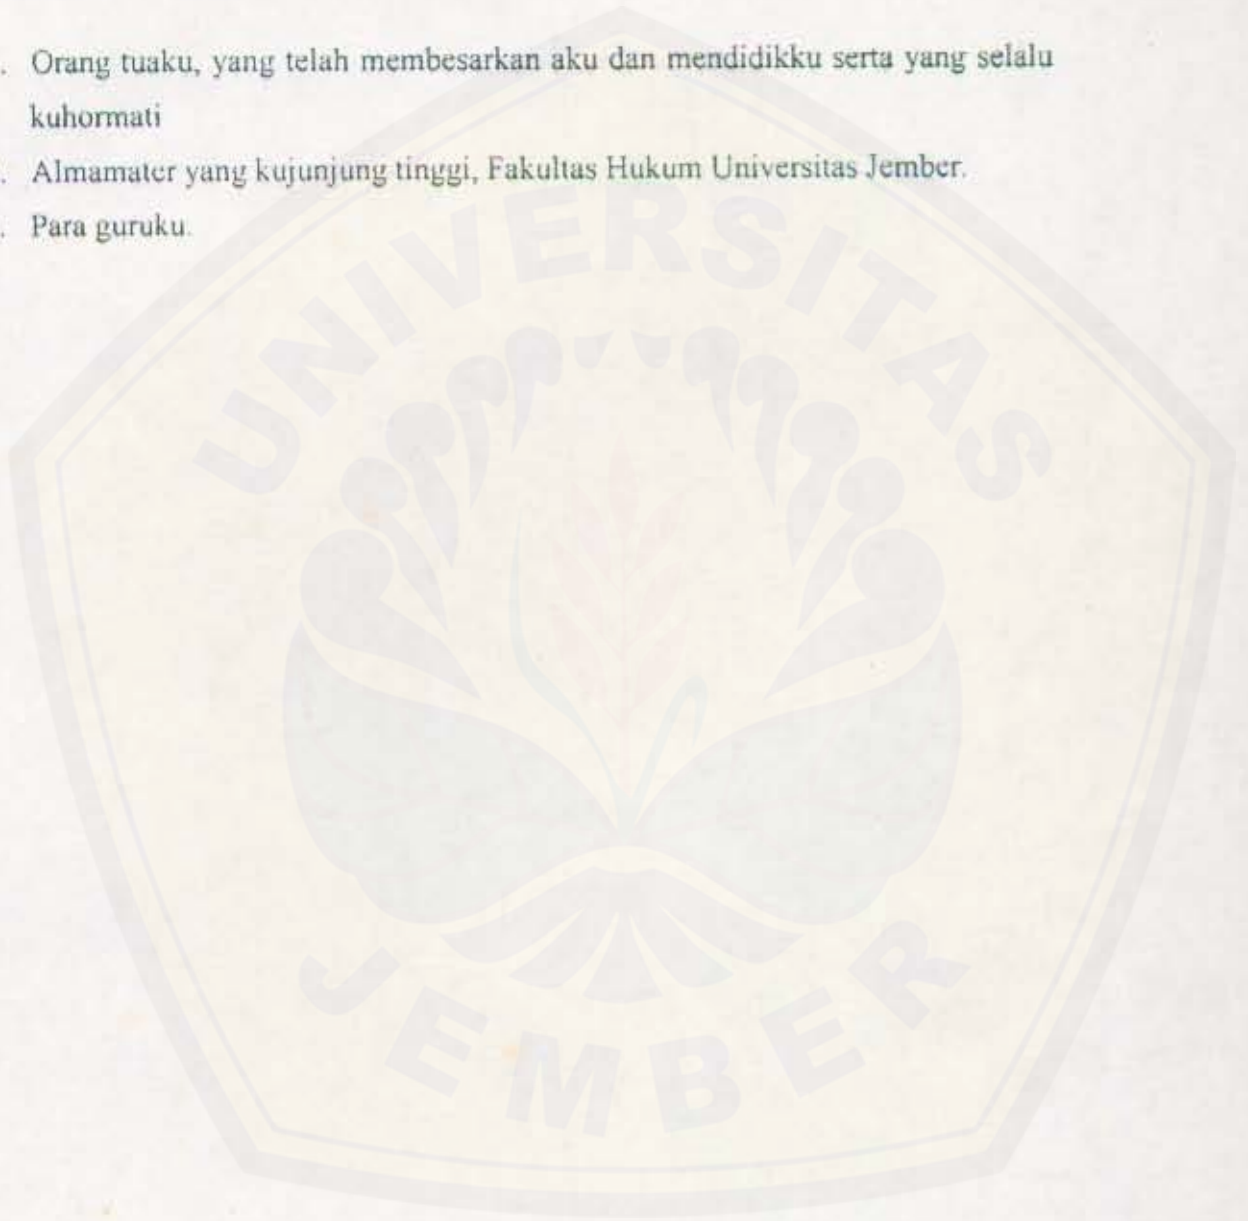 . Orang tuaku, yang telah membesarkan aku dan mendidikku serta yang selalu
kuhormati
. Almamater yang kujunjung tinggi, Fakultas Hukum Universitas Jember.
. Para guruku.
UNIVERSITAS
JEMBER